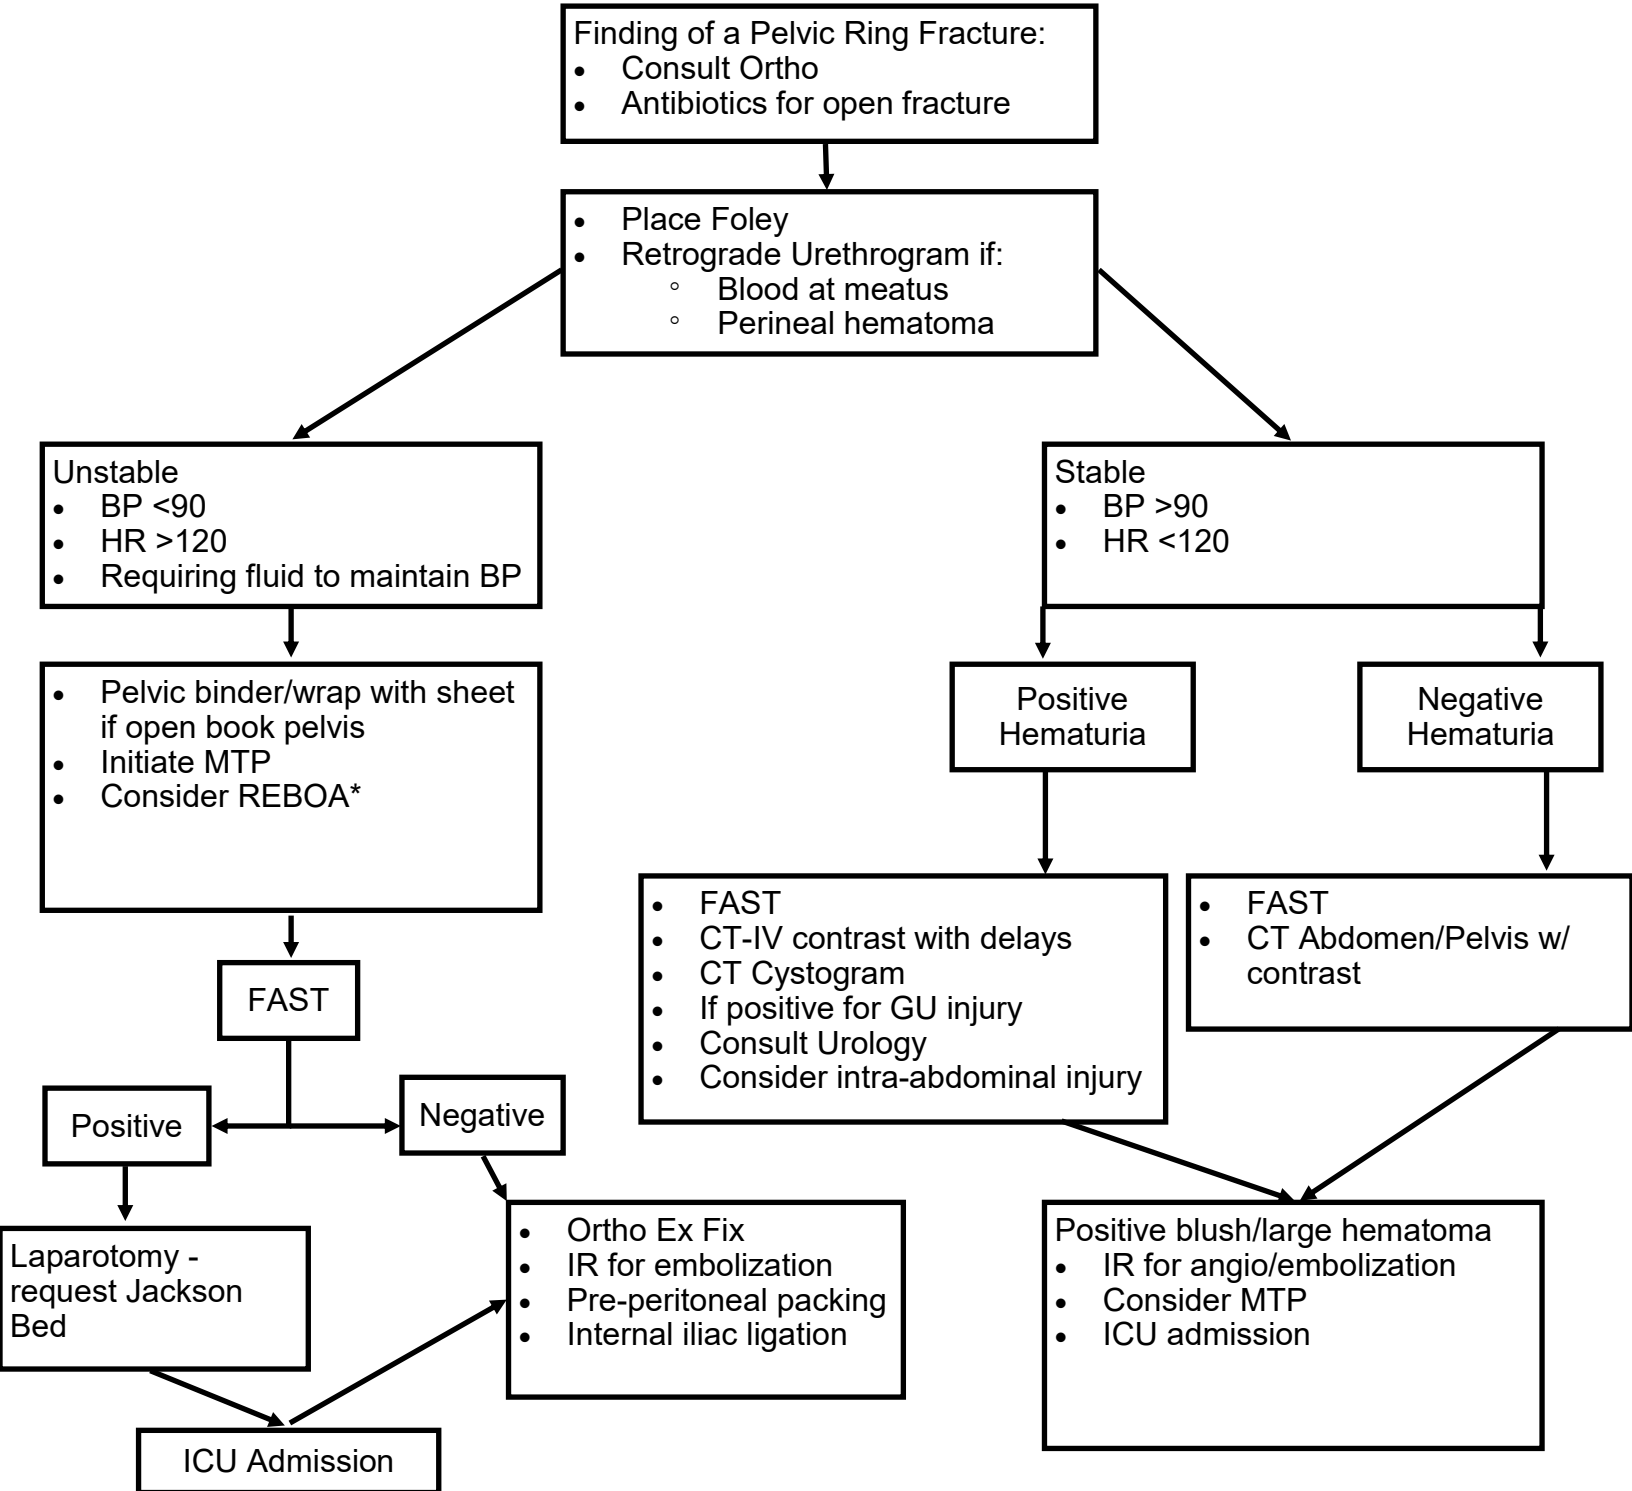 Finding of a Pelvic Ring Fracture:
• Consult Ortho
• Antibiotics for open fracture
• Place Foley
• Retrograde Urethrogram if:
◦ Blood at meatus
◦ Perineal hematoma
Unstable
• BP <90
• HR >120
• Requiring fluid to maintain BP
Stable
• BP >90
• HR <120
• Pelvic binder/wrap with sheet
if open book pelvis
• Initiate MTP
• Consider REBOA*
Positive
Hematuria
Negative
Hematuria
• FAST
• CT-IV contrast with delays
• CT Cystogram
• If positive for GU injury
• Consult Urology
• Consider intra-abdominal injury
• FAST
• CT Abdomen/Pelvis w/
contrast
FAST
Positive
Negative
Laparotomy -
request Jackson
Bed
• Ortho Ex Fix
• IR for embolization
• Pre-peritoneal packing
• Internal iliac ligation
Positive blush/large hematoma
• IR for angio/embolization
• Consider MTP
• ICU admission
ICU Admission